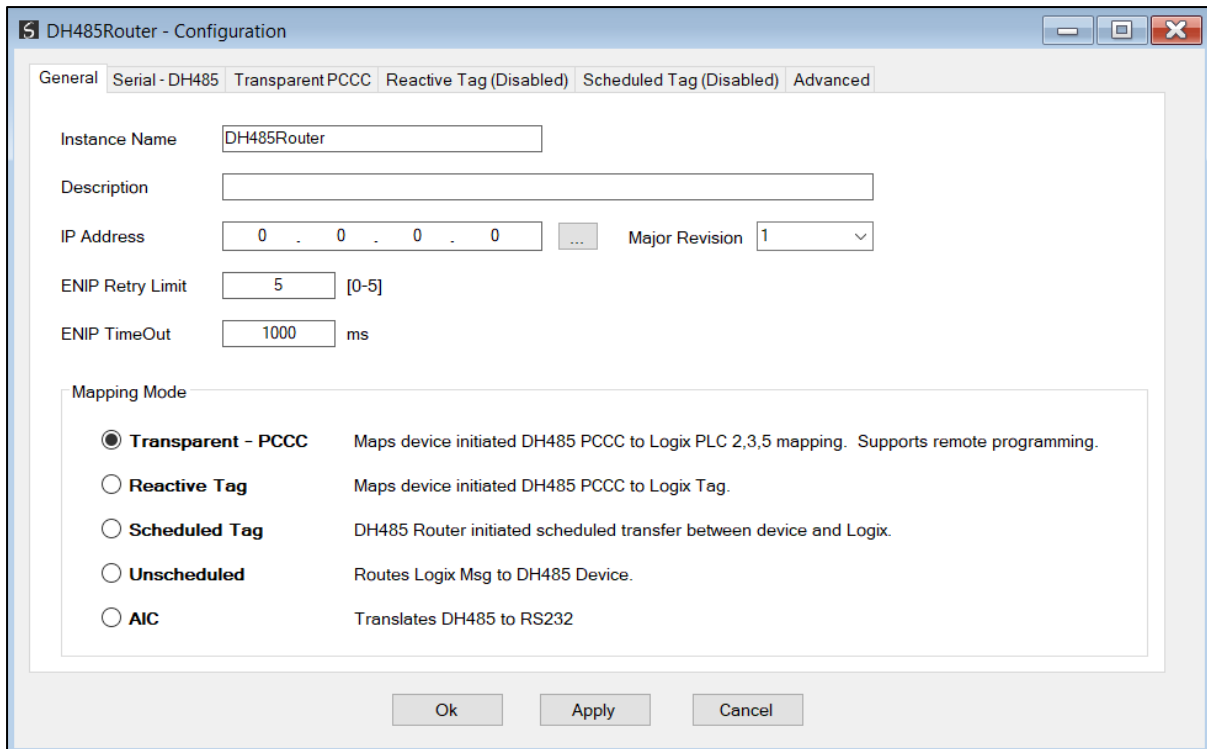 DH485Router - Configuration
General Serial - DH485 Transparent PCCC Reactive Tag (Disabled) Scheduled Tag (Disabled) Advanced
Instance Name DH485Router
Description
IP Address 0 . 0 . 0 . 0 ... Major Revision 1
ENIP Retry Limit 5 [0-5]
ENIP TimeOut 1000 ms
Mapping Mode
Transparent - PCCC Maps device initiated DH485 PCCC to Logix PLC 2,3,5 mapping. Supports remote programming.
Reactive Tag Maps device initiated DH485 PCCC to Logix Tag.
Scheduled Tag DH485 Router initiated scheduled transfer between device and Logix.
Unscheduled Routes Logix Msg to DH485 Device.
AIC Translates DH485 to RS232
Ok Apply Cancel